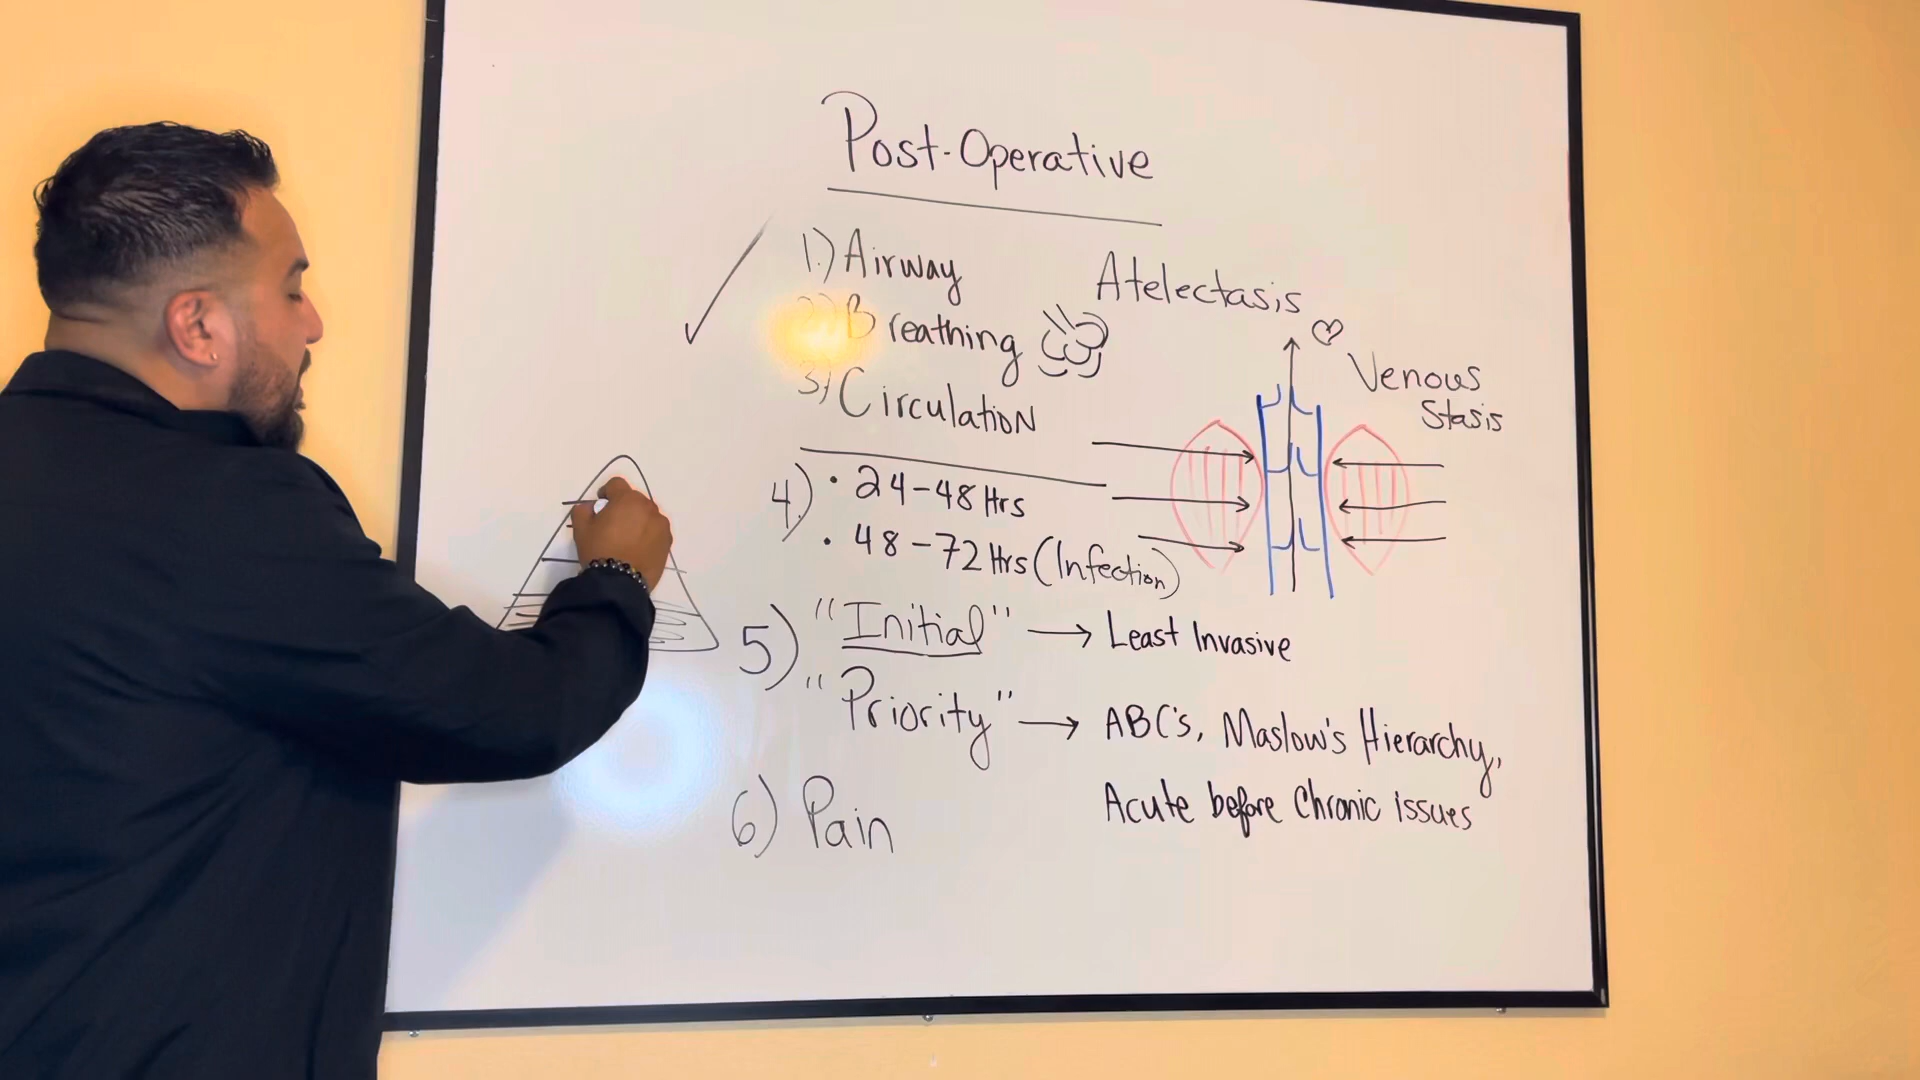 Post-Operative
1.) Airway
Atelectasis
2) Breathing
3) Circulation
Venous
Stasis
4.) • 24-48 Hrs
• 48-72 Hrs (Infection)
5) "Initial" → Least Invasive
"Priority" → ABC's, Maslow's Hierarchy,
Acute before Chronic issues
6) Pain